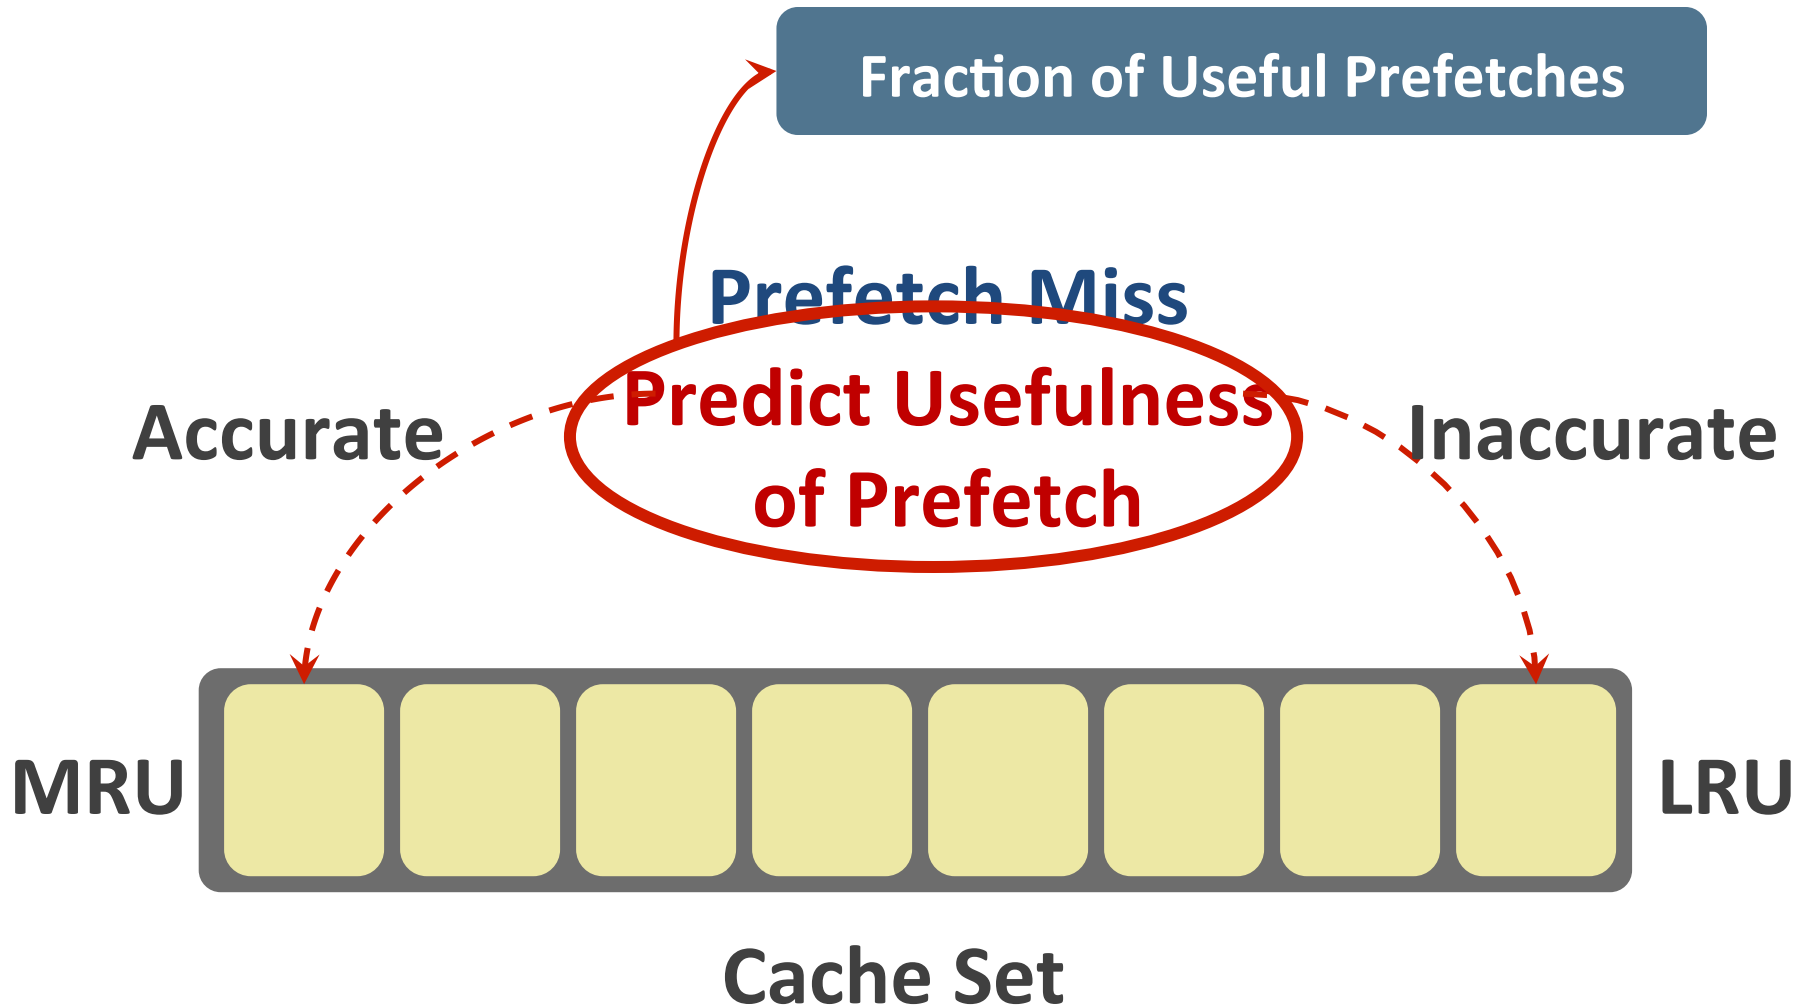 Fraction of Useful Prefetches
Prefetch Miss
Predict Usefulness
of Prefetch
Accurate
Inaccurate
MRU
LRU
Cache Set